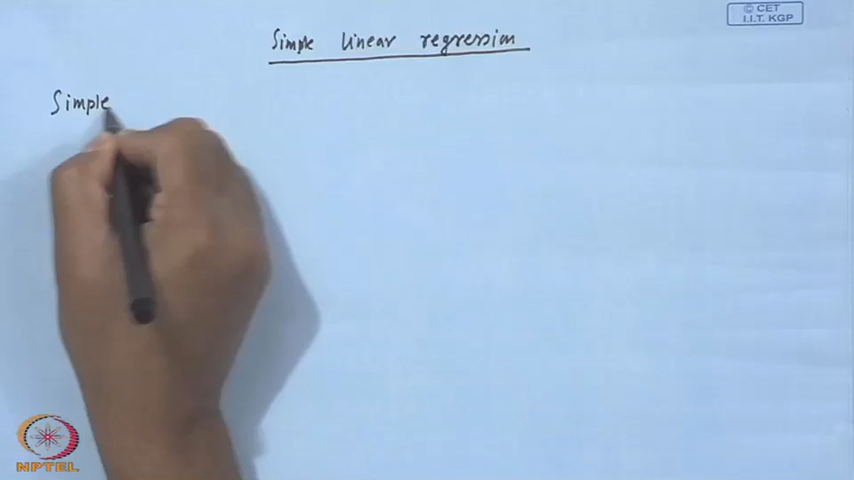 Simple linear regression
© CET
I.I.T. KGP
Simple
NPTEL